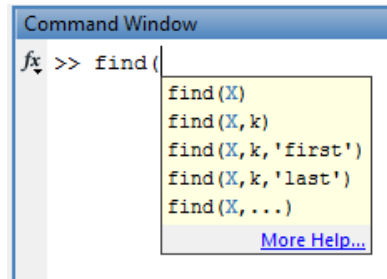 Command Window
fx >> find(
find(X)
find(X,k)
find(X,k,'first')
find(X,k,'last')
find(X,...)
More Help...